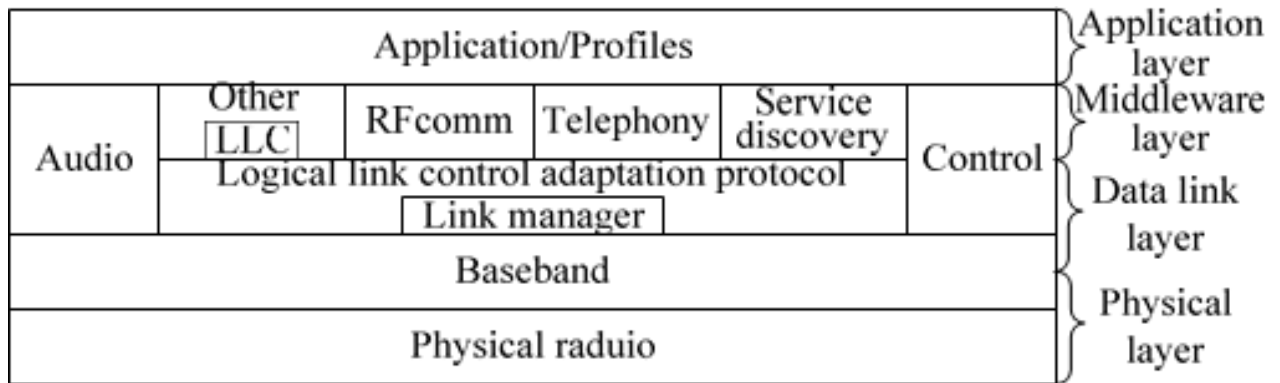 Application/Profiles
Application
layer
Audio
Other
LLC
RFcomm
Telephony
Service
discovery
Control
Middleware
layer
Logical link control adaptation protocol
Link manager
Data link
layer
Baseband
Physical raduio
Physical
layer